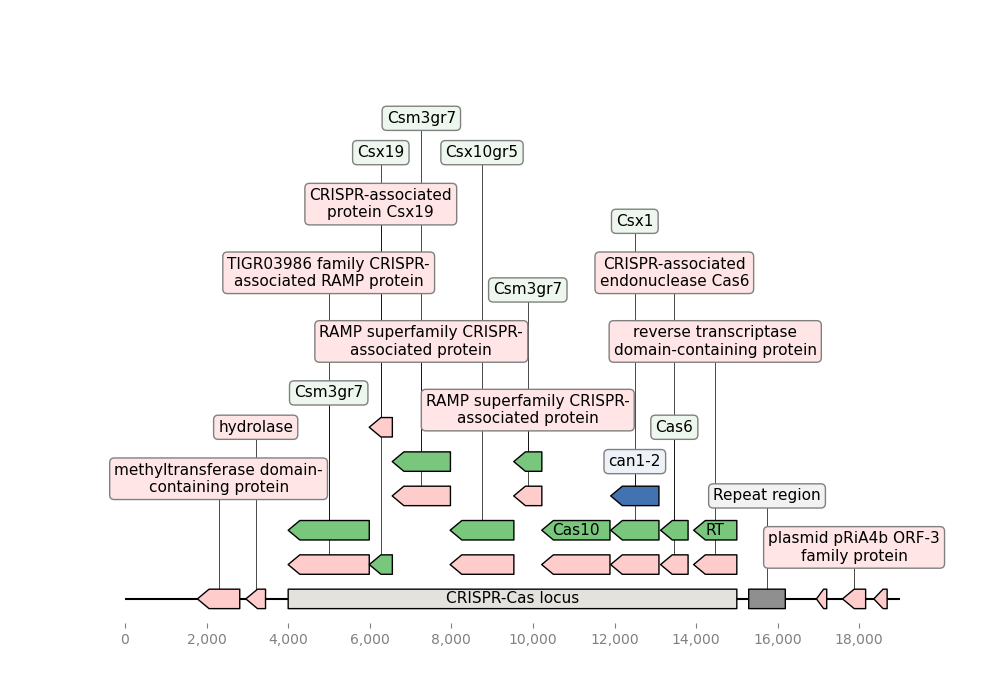 Csm3gr7
Csx19
Csx10gr5
CRISPR-associated
protein Csx19
Csx1
TIGR03986 family CRISPR-
associated RAMP protein
CRISPR-associated
endonuclease Cas6
Csm3gr7
RAMP superfamily CRISPR-
associated protein
reverse transcriptase
domain-containing protein
Csm3gr7
RAMP superfamily CRISPR-
associated protein
hydrolase
Cas6
methyltransferase domain-
containing protein
can1-2
Repeat region
Cas10
RT
plasmid pRiA4b ORF-3
family protein
CRISPR-Cas locus
0
2,000
4,000
6,000
8,000
10,000
12,000
14,000
16,000
18,000